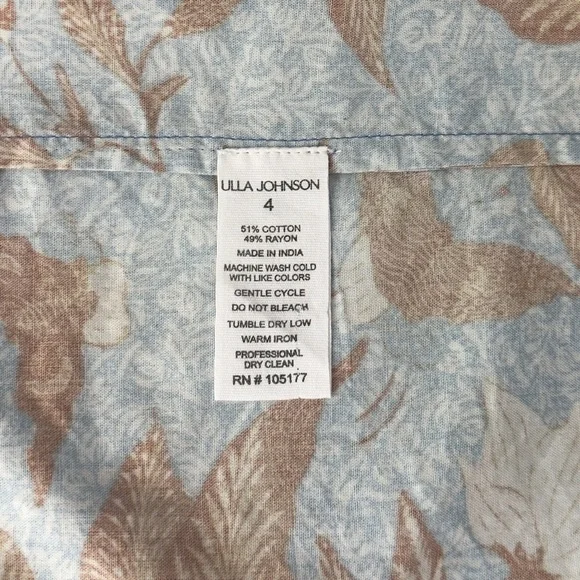 ULLA JOHNSON
4
51% COTTON
49% RAYON
MADE IN INDIA
MACHINE WASH COLD
WITH LIKE COLORS
GENTLE CYCLE
DO NOT BLEACH
TUMBLE DRY LOW
WARM IRON
PROFESSIONAL
DRY CLEAN
RN # 105177